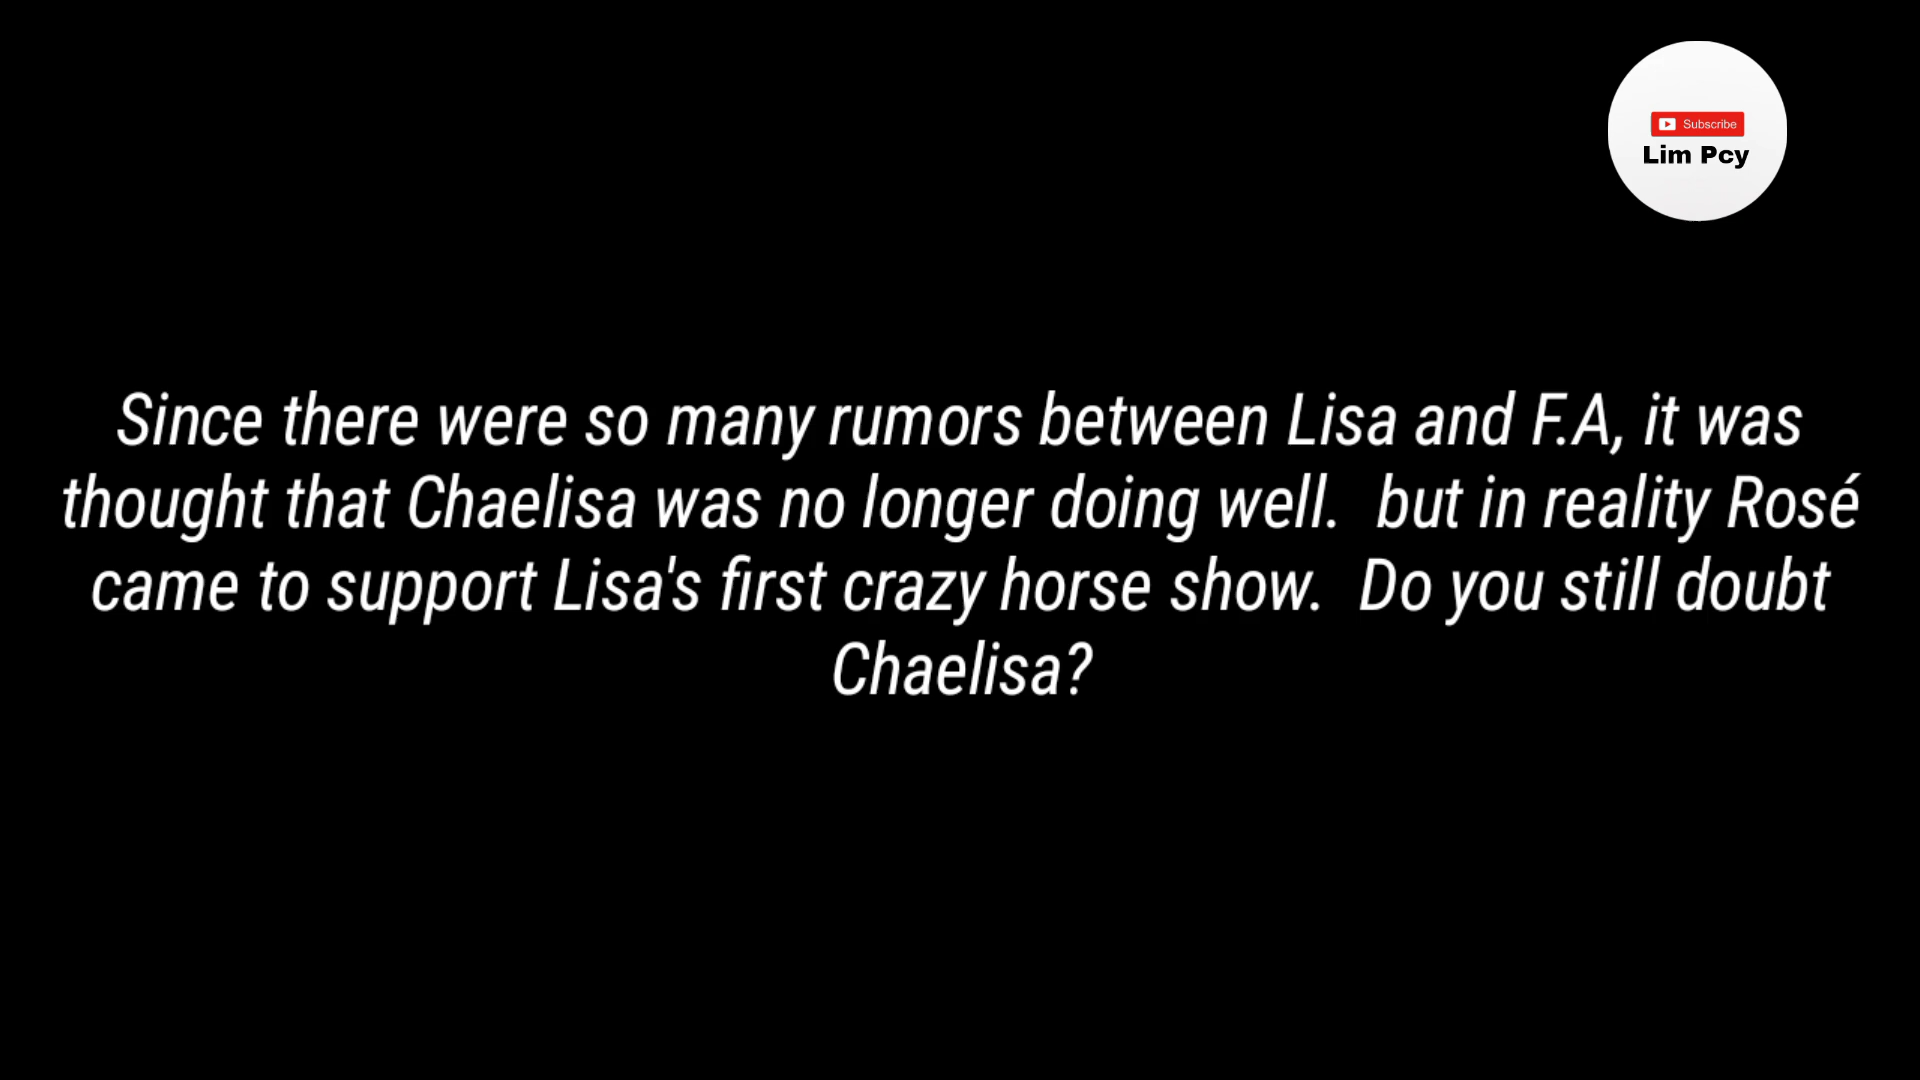 Subscribe
Lim Pcy
Since there were so many rumors between Lisa and F.A, it was
thought that Chaelisa was no longer doing well.  but in reality Rosé
came to support Lisa's first crazy horse show.  Do you still doubt
Chaelisa?